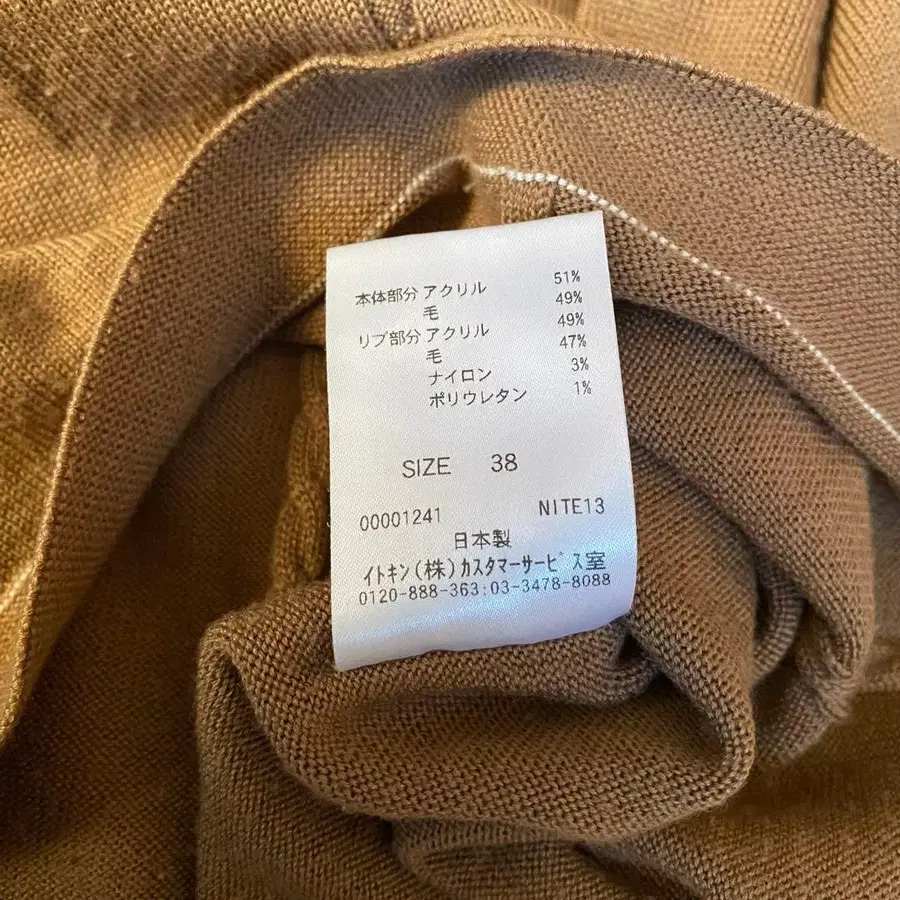 本体部分 アクリル 51%
毛 49%
リブ部分 アクリル 49%
毛 47%
ナイロン 3%
ポリウレタン 1%
SIZE 38
00001241 NITE13
日本製
イトキン(株)カスタマーサービス室
0120-888-363:03-3478-8088